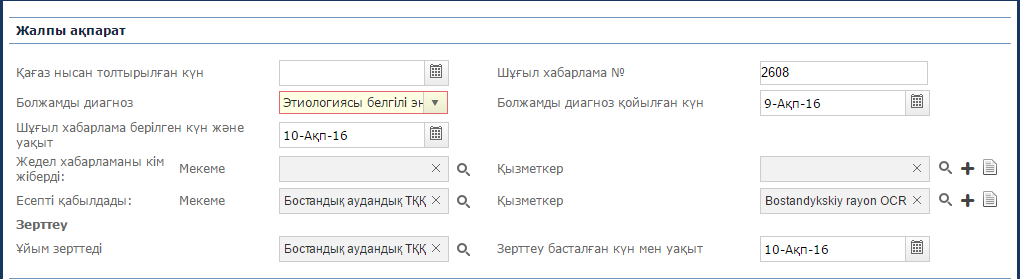 Жалпы ақпарат
Қағаз нысан толтырылған күн
Шұғыл хабарлама № 2608
Болжамды диагноз Этиологиясы белгілі эн
Болжамды диагноз қойылған күн 9-Ақп-16
Шұғыл хабарлама берілген күн және
уақыт 10-Ақп-16
Жедел хабарламаны кім
жіберді: Мекеме Қызметкер
Есепті қабылдады: Мекеме Бостандық аудандық ТҚҚ Қызметкер Bostandykskiy rayon OCR
Зерттеу
Ұйым зерттеді Бостандық аудандық ТҚҚ Зерттеу басталған күн мен уақыт 10-Ақп-16